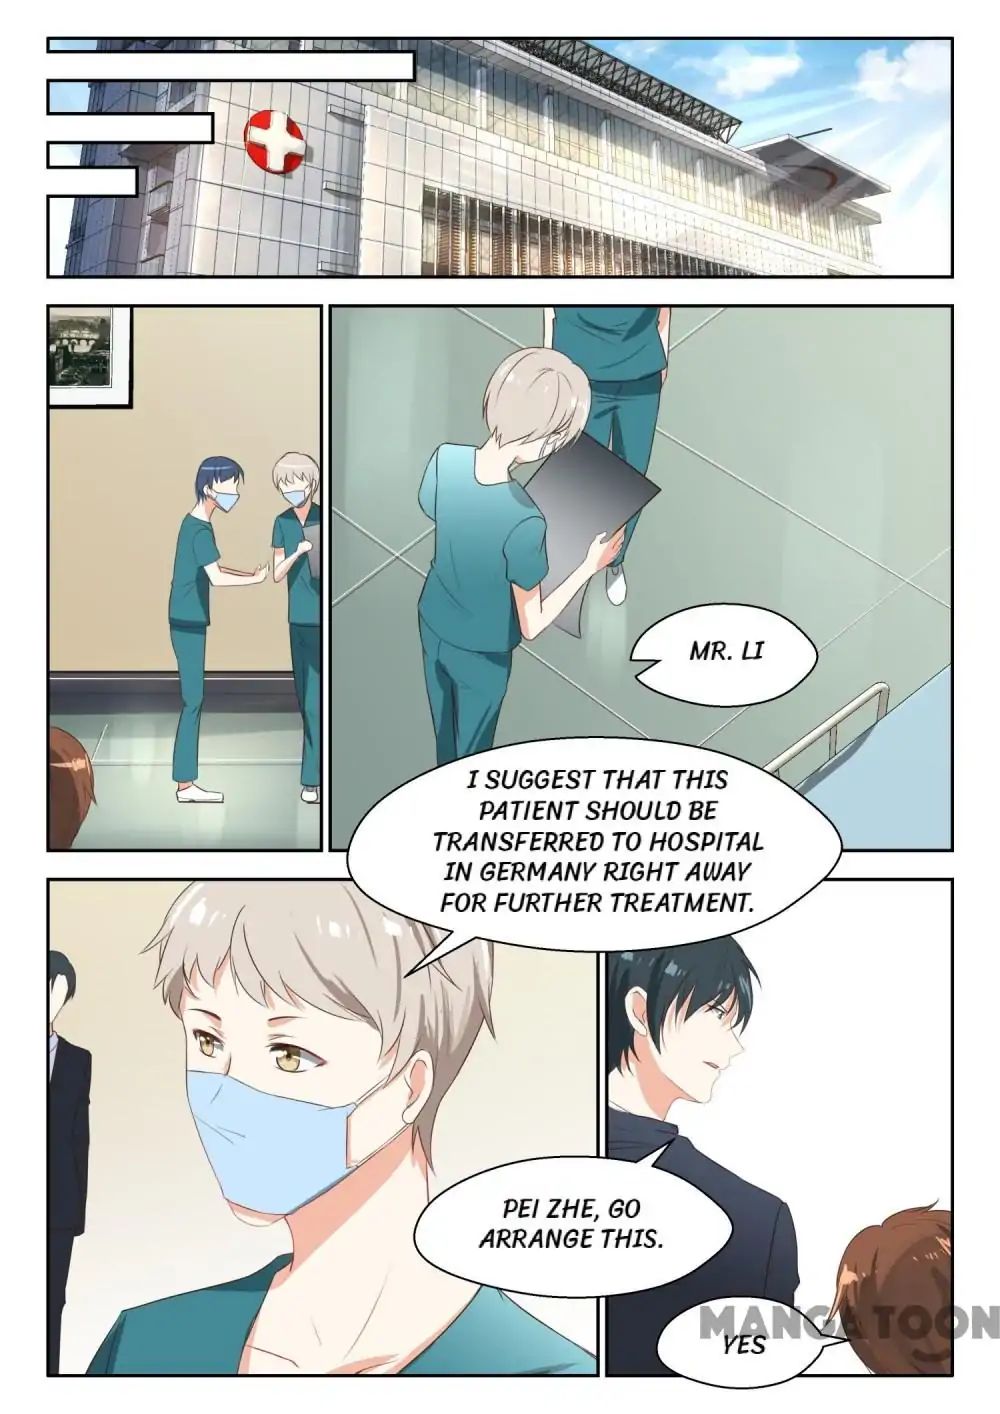 MR. LI
I SUGGEST THAT THIS
PATIENT SHOULD BE
TRANSFERRED TO HOSPITAL
IN GERMANY RIGHT AWAY
FOR FURTHER TREATMENT.
PEI ZHE, GO
ARRANGE THIS.
YES
MANGATOON